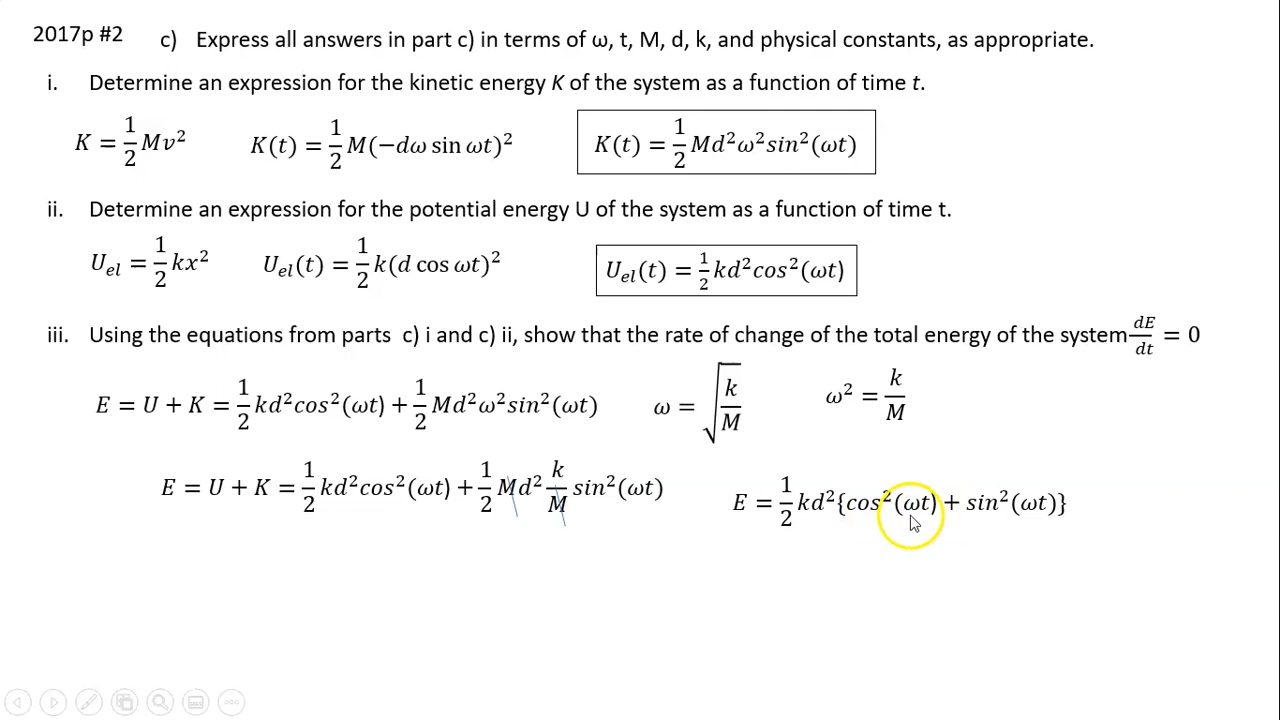 2017p #2 c) Express all answers in part c) in terms of ω, t, M, d, k, and physical constants, as appropriate.
i. Determine an expression for the kinetic energy K of the system as a function of time t.
K = 1/2 Mv² K(t) = 1/2 M(−dω sin ωt)² K(t) = 1/2 Md²ω²sin²(ωt)
ii. Determine an expression for the potential energy U of the system as a function of time t.
U_el = 1/2 kx² U_el(t) = 1/2 k(d cos ωt)² U_el(t) = 1/2 kd²cos²(ωt)
iii. Using the equations from parts c) i and c) ii, show that the rate of change of the total energy of the system dE/dt = 0
E = U + K = 1/2 kd²cos²(ωt) + 1/2 Md²ω²sin²(ωt) ω = √(k/M) ω² = k/M
E = U + K = 1/2 kd²cos²(ωt) + 1/2 Md² k/M sin²(ωt) E = 1/2 kd²{cos²(ωt) + sin²(ωt)}